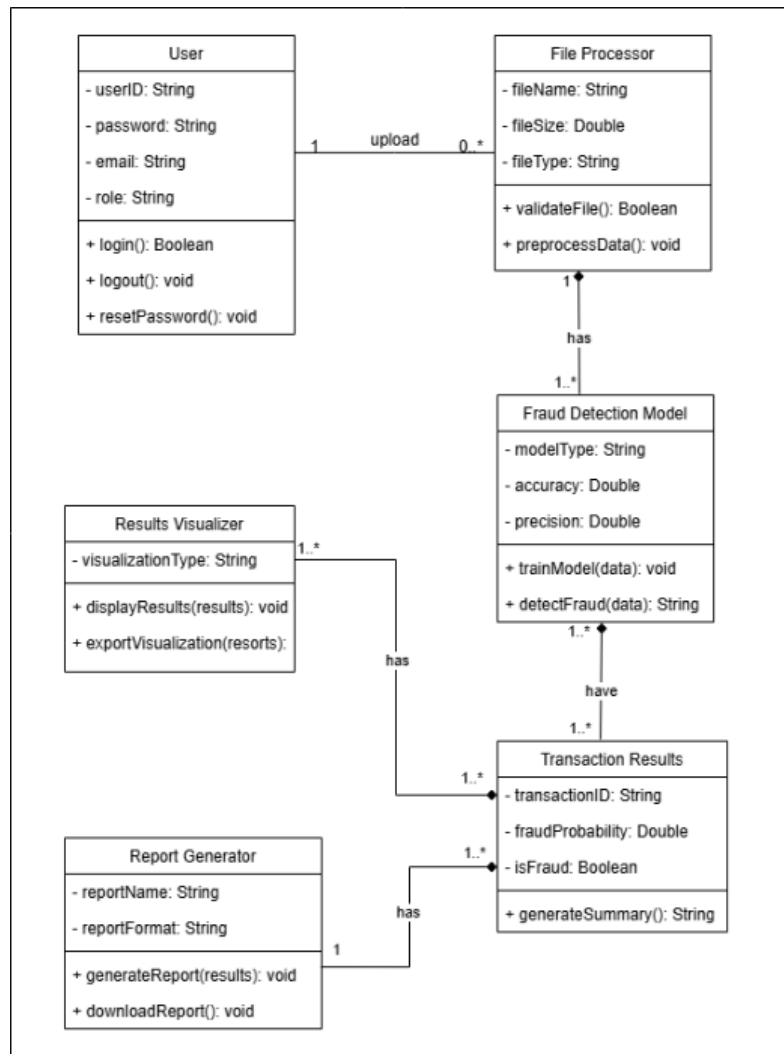 User
- userID: String
- password: String
- email: String
- role: String
+ login(): Boolean
+ logout(): void
+ resetPassword(): void
1
upload
0..*
File Processor
- fileName: String
- fileSize: Double
- fileType: String
+ validateFile(): Boolean
+ preprocessData(): void
1
has
1..*
Fraud Detection Model
- modelType: String
- accuracy: Double
- precision: Double
+ trainModel(data): void
+ detectFraud(data): String
1..*
have
1..*
Results Visualizer
- visualizationType: String
+ displayResults(results): void
+ exportVisualization(resorts):
1..*
has
1..*
Transaction Results
- transactionID: String
- fraudProbability: Double
- isFraud: Boolean
+ generateSummary(): String
1..*
has
1
Report Generator
- reportName: String
- reportFormat: String
+ generateReport(results): void
+ downloadReport(): void